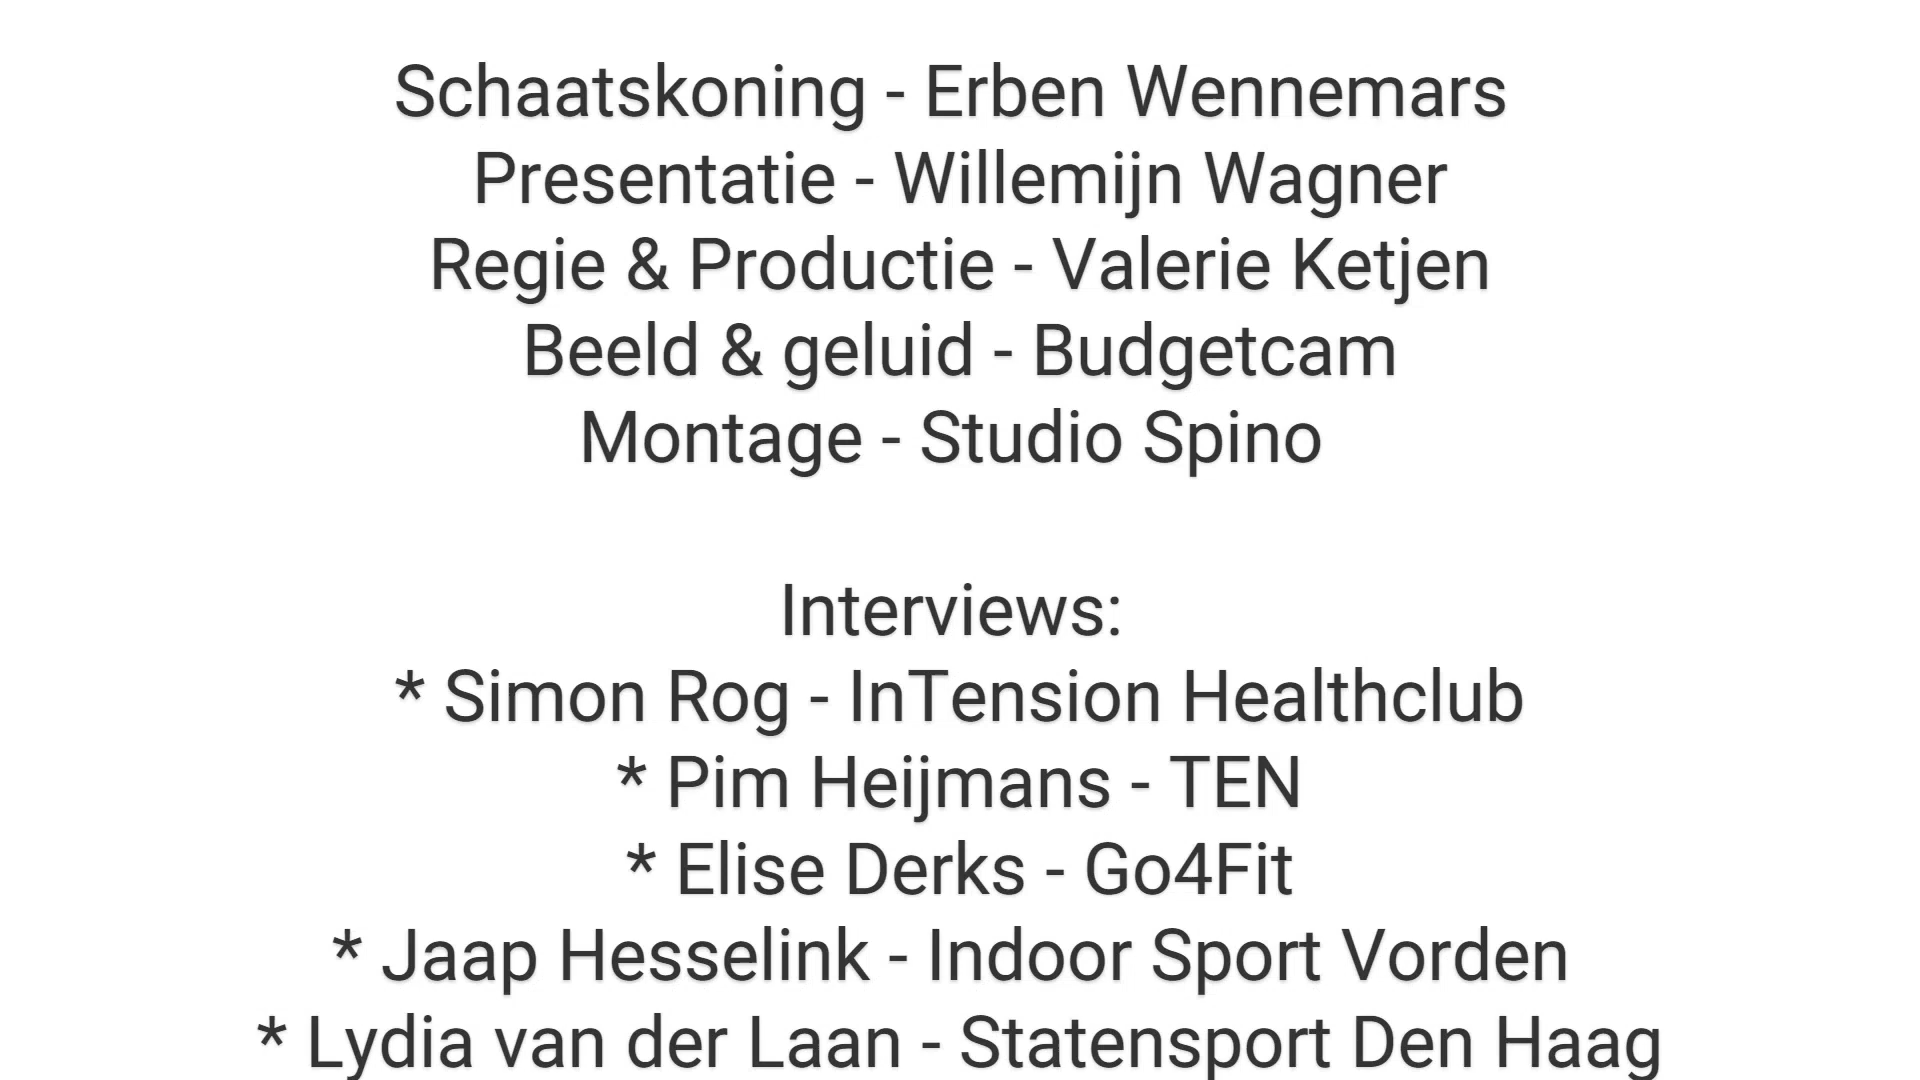 Schaatskoning - Erben Wennemars
Presentatie - Willemijn Wagner
Regie & Productie - Valerie Ketjen
Beeld & geluid - Budgetcam
Montage - Studio Spino
Interviews:
* Simon Rog - InTension Healthclub
* Pim Heijmans - TEN
* Elise Derks - Go4Fit
* Jaap Hesselink - Indoor Sport Vorden
* Lydia van der Laan - Statensport Den Haag